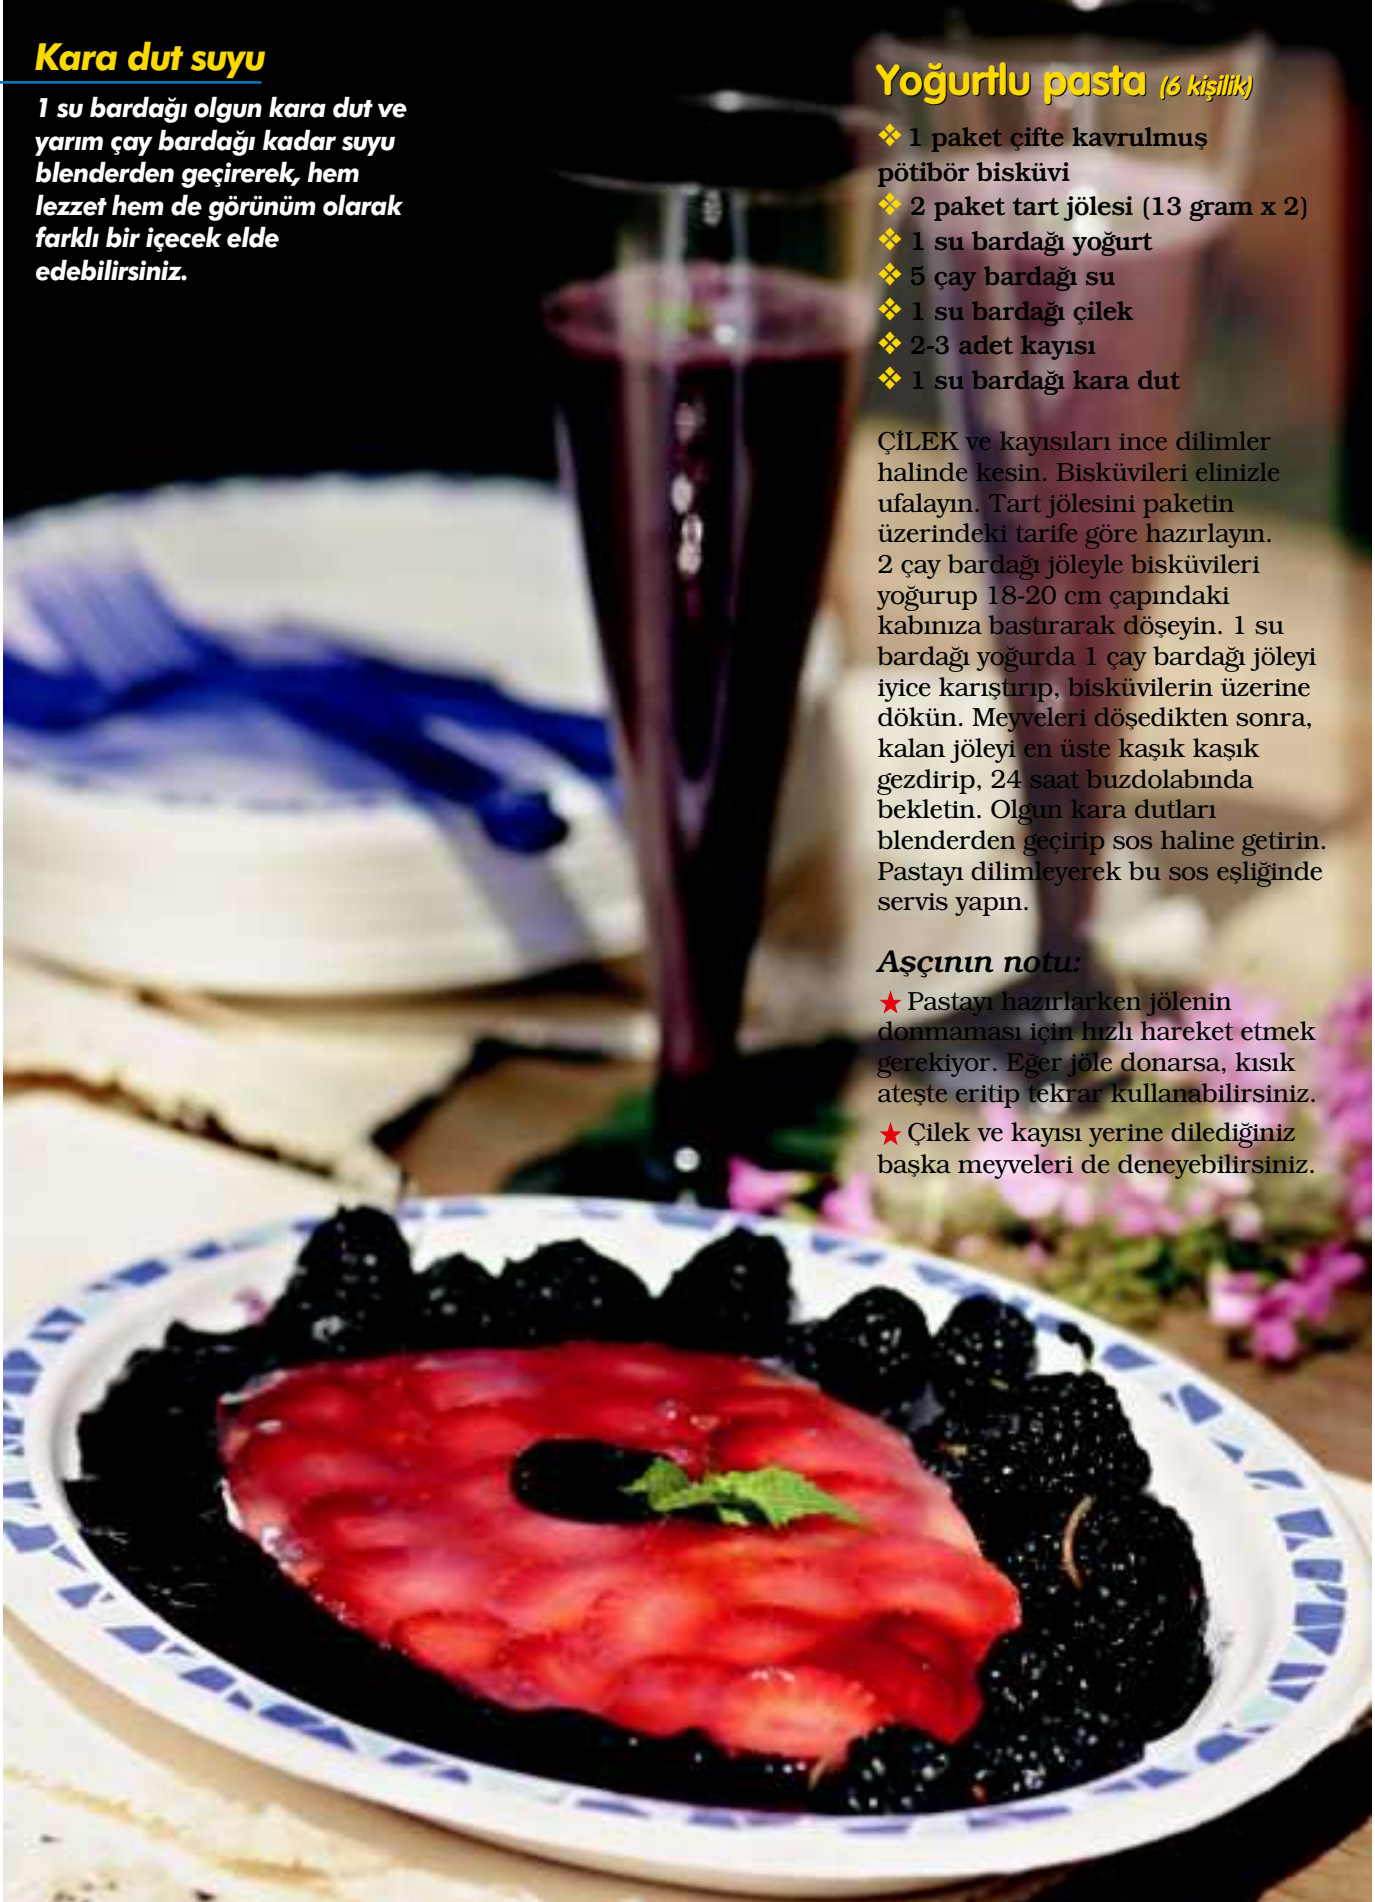 Kara dut suyu
1 su bardağı olgun kara dut ve
yarım çay bardağı kadar suyu
blenderden geçirerek, hem
lezzet hem de görünüm olarak
farklı bir içecek elde
edebilirsiniz.
Yoğurtlu pasta (6 kişilik)
❖ 1 paket çifte kavrulmuş
pötibör bisküvi
❖ 2 paket tart jölesi (13 gram x 2)
❖ 1 su bardağı yoğurt
❖ 5 çay bardağı su
❖ 1 su bardağı çilek
❖ 2-3 adet kayısı
❖ 1 su bardağı kara dut
ÇİLEK ve kayısıları ince dilimler
halinde kesin. Bisküvileri elinizle
ufalayın. Tart jölesini paketin
üzerindeki tarife göre hazırlayın.
2 çay bardağı jöleyle bisküvileri
yoğurup 18-20 cm çapındaki
kabınıza bastırarak döşeyin. 1 su
bardağı yoğurda 1 çay bardağı jöleyi
iyice karıştırıp, bisküvilerin üzerine
dökün. Meyveleri döşedikten sonra,
kalan jöleyi en üste kaşık kaşık
gezdirip, 24 saat buzdolabında
bekletin. Olgun kara dutları
blenderden geçirip sos haline getirin.
Pastayı dilimleyerek bu sos eşliğinde
servis yapın.
Aşçının notu:
★ Pastayı hazırlarken jölenin
donmaması için hızlı hareket etmek
gerekiyor. Eğer jöle donarsa, kısık
ateşte eritip tekrar kullanabilirsiniz.
★ Çilek ve kayısı yerine dilediğiniz
başka meyveleri de deneyebilirsiniz.